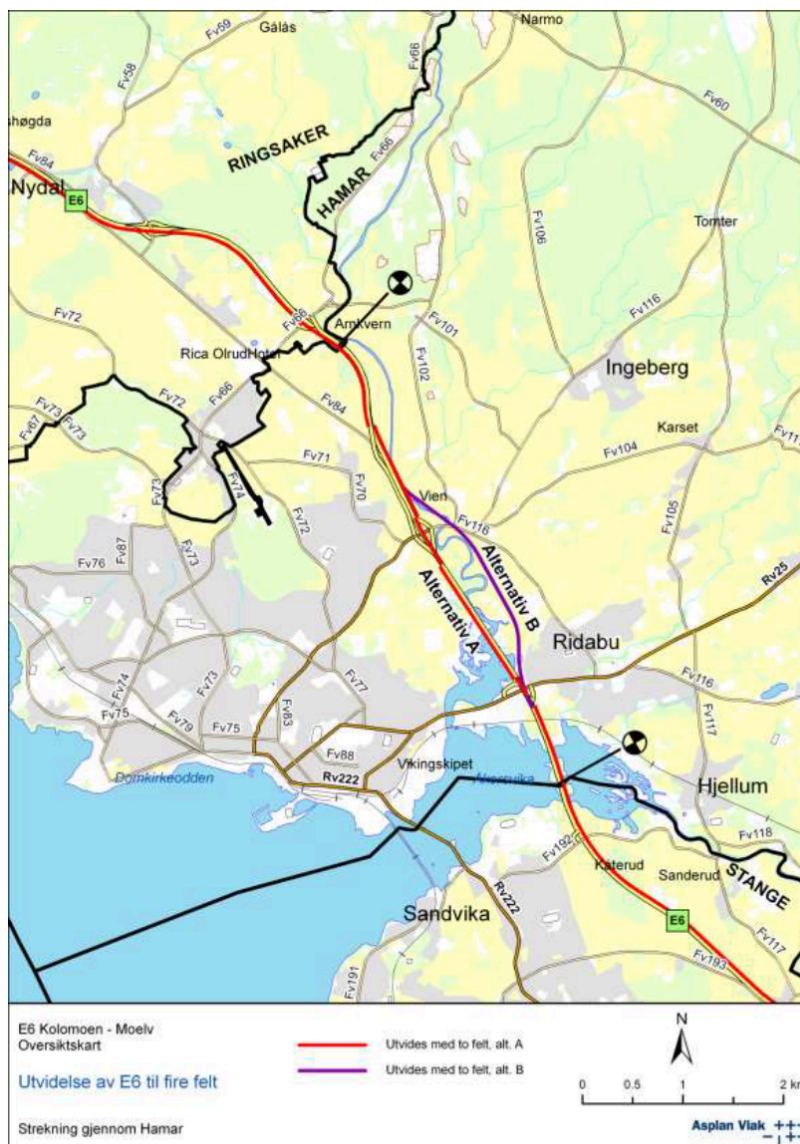 Narmo
Gålås
Fv59
Fv66
Fv58
Fv60
shøgda
RINGSAKER
Fv84
Fv66
Nydal
E6
HAMAR
Fv106
Tomter
Fv116
Fv72
Fv66
Arnkvern
Fv101
Rica OlrudHotel
Ingeberg
Fv102
Fv66
Fv84
Fv72
Fv73
Fv67
Fv73
Karset
Fv104
Fv71
Fv74
Fv70
Fv73
Vien
Fv105
Fv72
Fv116
Fv87
Fv73
Fv76
Alternativ B
Rv25
Alternativ A
Ridabu
Fv74
Fv73
Fv77
Fv116
Fv75
Fv79
Fv75
Fv83
Fv117
Fv88
Vikingskipet
Domkirkeodden
Rv222
Åkersvika
Hjellum
Fv192
Fv118
Kåterud
Sanderud
STANGE
Rv222
Sandvika
E6
Fv117
Fv193
Fv191
E6 Kolomoen - Moelv
Oversiktskart
Utvidelse av E6 til fire felt
Strekning gjennom Hamar
Utvides med to felt, alt. A
Utvides med to felt, alt. B
N
0 0.5 1 2 km
Asplan Viak